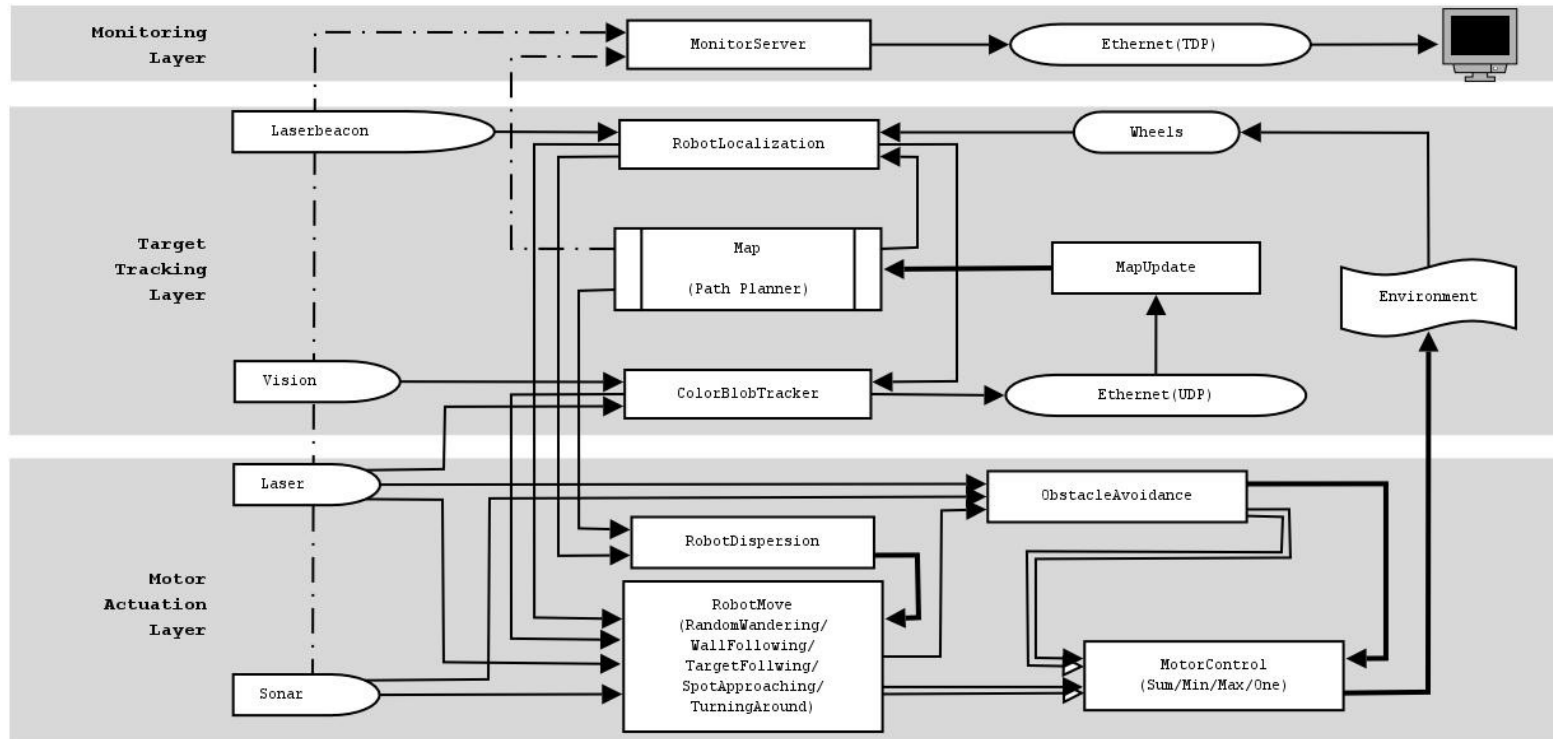 Monitoring
Layer
MonitorServer
Ethernet(TDP)
Target
Tracking
Layer
Laserbeacon
RobotLocalization
Wheels
Map
(Path Planner)
MapUpdate
Environment
Vision
ColorBlobTracker
Ethernet(UDP)
Motor
Actuation
Layer
Laser
ObstacleAvoidance
RobotDispersion
RobotMove
(RandomWandering/
WallFollowing/
TargetFollwing/
SpotApproaching/
TurningAround)
Sonar
MotorControl
(Sum/Min/Max/One)